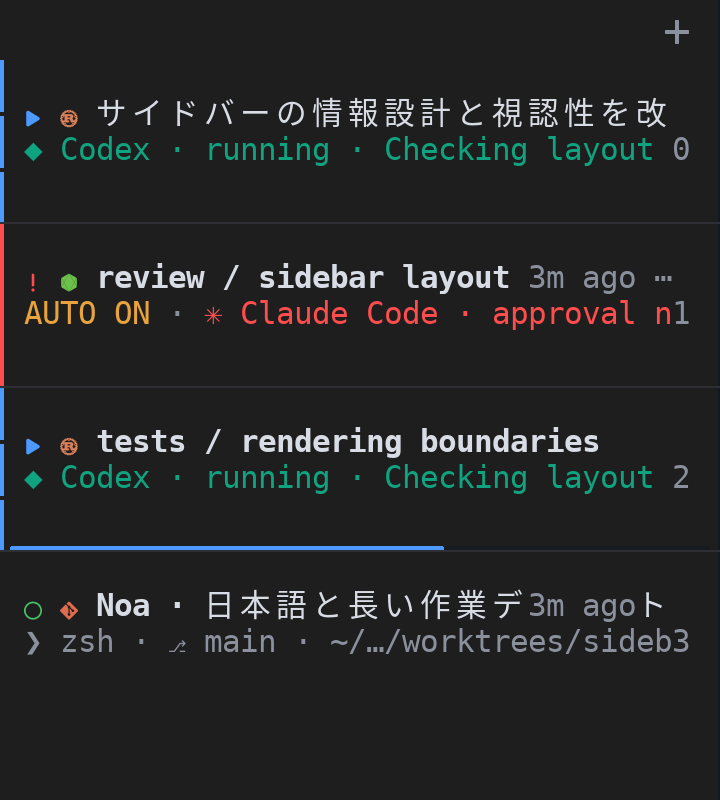 サイドバーの情報設計と視認性を改
◆ Codex · running · Checking layout 0
! review / sidebar layout 3m ago ⋯
AUTO ON · ✳ Claude Code · approval n1
tests / rendering boundaries
◆ Codex · running · Checking layout 2
Noa · 日本語と長い作業デ3m agoト
❯ zsh · ⎇ main · ~/…/worktrees/sideb3